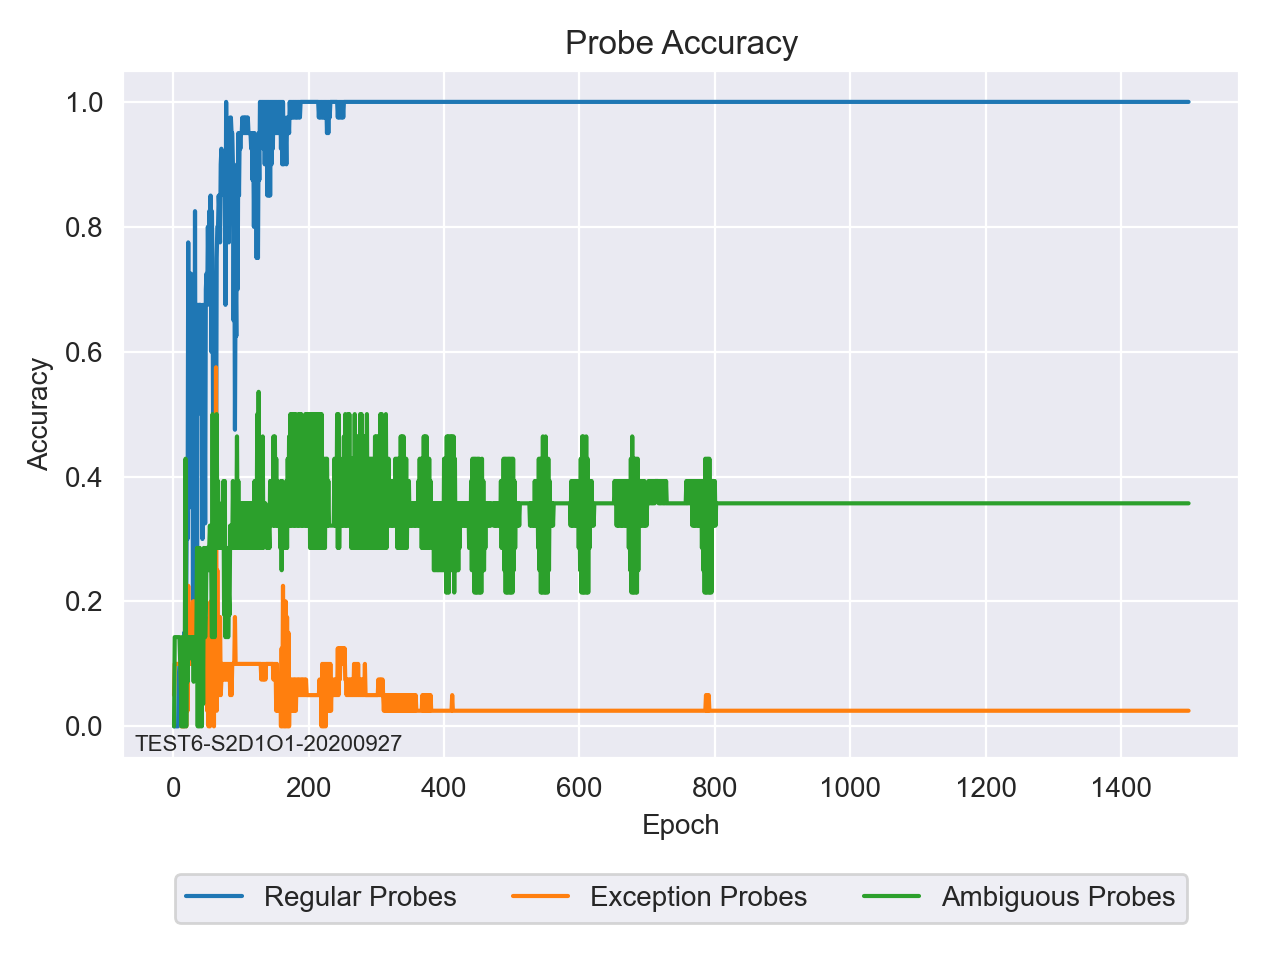 Probe Accuracy
1.0
0.8
0.6
0.4
0.2
0.0
Accuracy
TEST6-S2D1O1-20200927
0 200 400 600 800 1000 1200 1400
Epoch
Regular Probes Exception Probes Ambiguous Probes